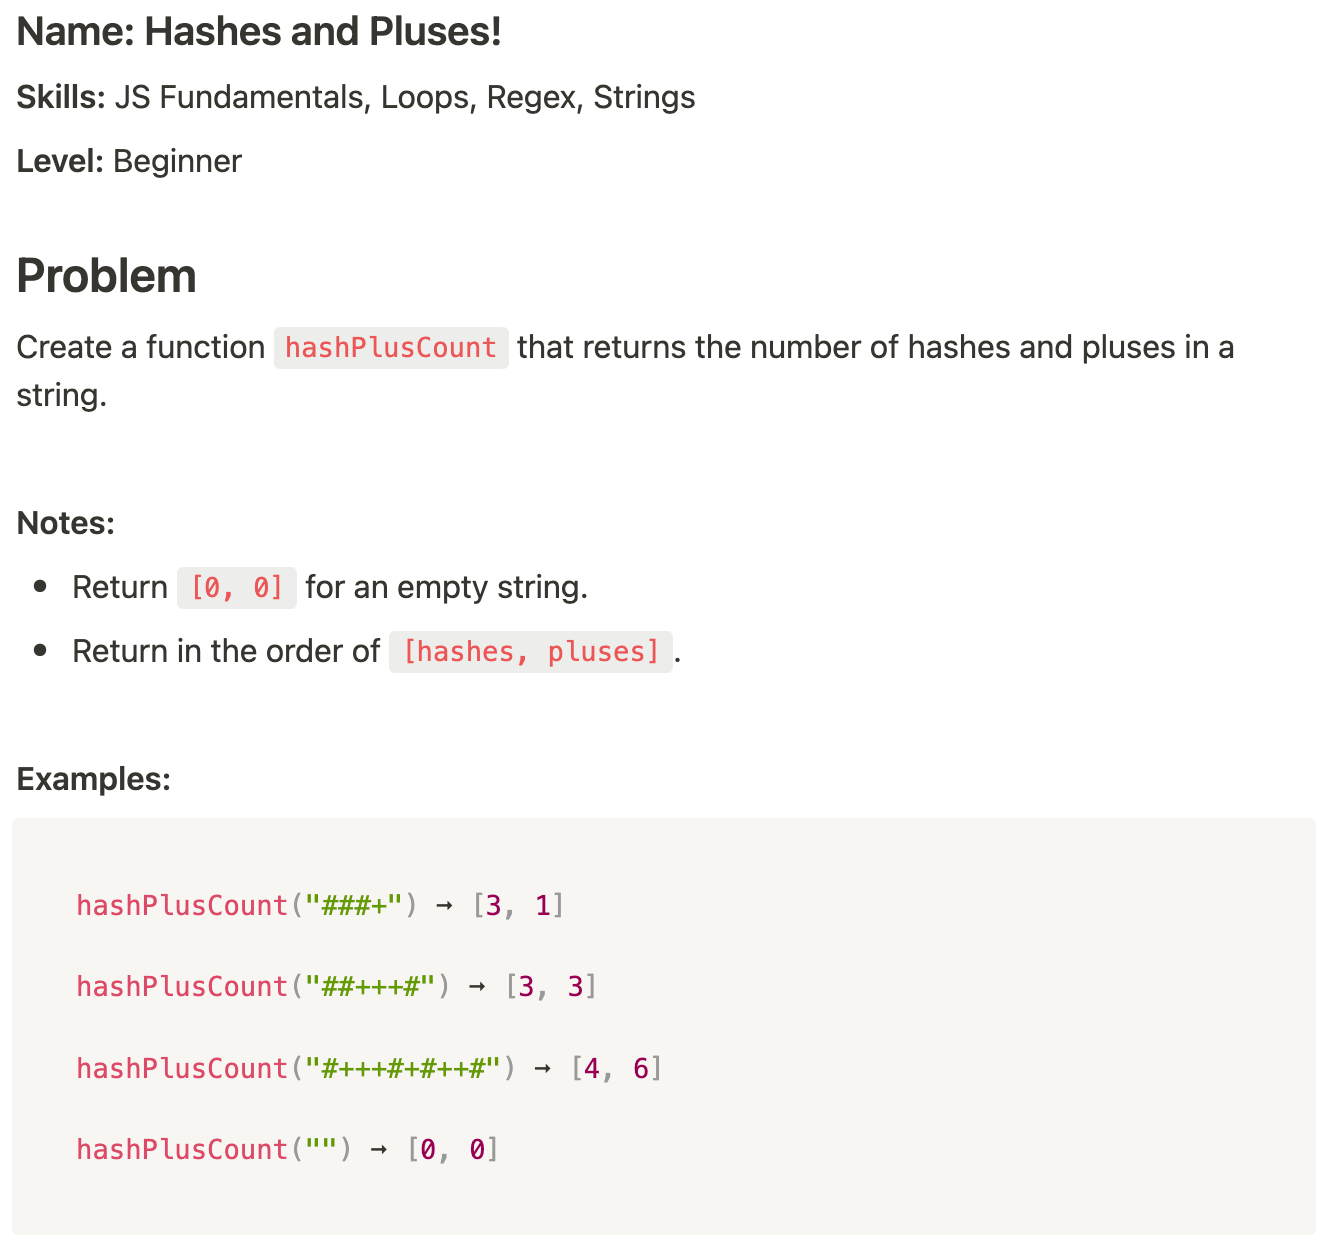 Name: Hashes and Pluses!
Skills: JS Fundamentals, Loops, Regex, Strings
Level: Beginner
Problem
Create a function hashPlusCount that returns the number of hashes and pluses in a
string.
Notes:
• Return [0, 0] for an empty string.
• Return in the order of [hashes, pluses].
Examples:
hashPlusCount("###+") → [3, 1]
hashPlusCount("##+++#") → [3, 3]
hashPlusCount("#+++#+#++#") → [4, 6]
hashPlusCount("") → [0, 0]